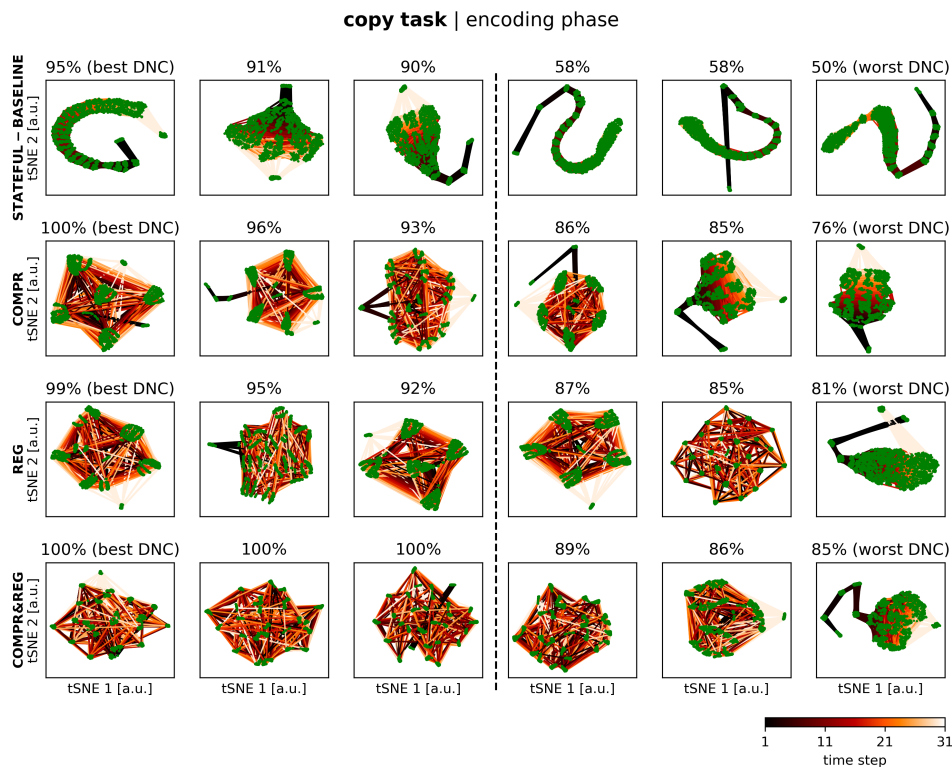 copy task | encoding phase
STATEFUL – BASELINE
tSNE 2 [a.u.]
95% (best DNC)
91%
90%
58%
58%
50% (worst DNC)
COMPR
tSNE 2 [a.u.]
100% (best DNC)
96%
93%
86%
85%
76% (worst DNC)
REG
tSNE 2 [a.u.]
99% (best DNC)
95%
92%
87%
85%
81% (worst DNC)
COMPR&REG
tSNE 2 [a.u.]
100% (best DNC)
100%
100%
89%
86%
85% (worst DNC)
tSNE 1 [a.u.]
tSNE 1 [a.u.]
tSNE 1 [a.u.]
tSNE 1 [a.u.]
tSNE 1 [a.u.]
tSNE 1 [a.u.]
1 11 21 31
time step